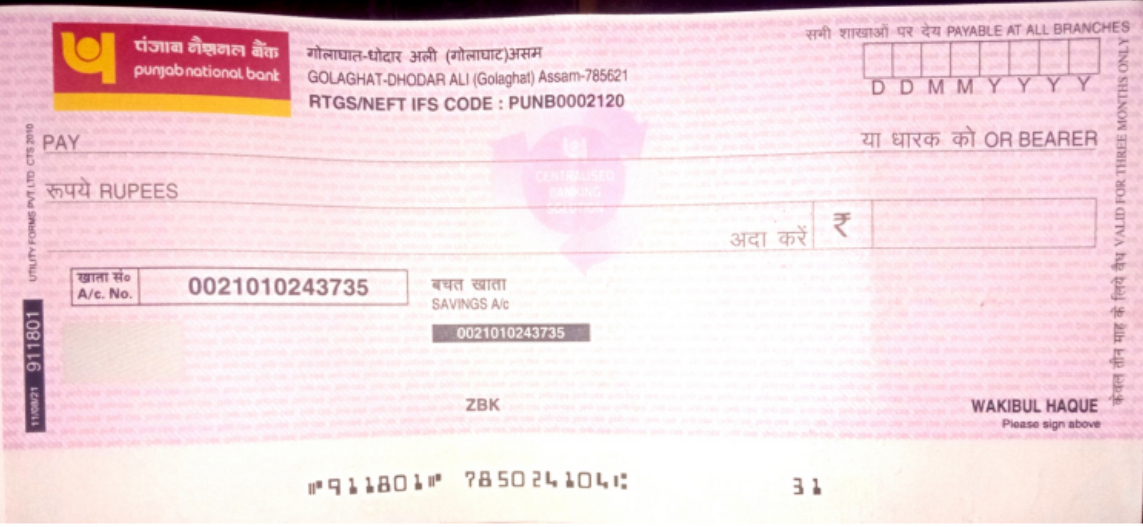 सभी शाखाओं पर देय PAYABLE AT ALL BRANCHES
पंजाब नैशनल बैंक
punjab national bank
गोलाघात-धोदार अली (गोलाघाट)असम
GOLAGHAT-DHODAR ALI (Golaghat) Assam-785621
RTGS/NEFT IFS CODE : PUNB0002120
D D M M Y Y Y Y
PAY
या धारक को OR BEARER
CENTRALISED
BANKING
SOLUTION
रूपये RUPEES
अदा करें ₹
खाता सं०
A/c. No.
0021010243735
बचत खाता
SAVINGS A/c
0021010243735
ZBK
WAKIBUL HAQUE
Please sign above
UTILITY FORMS PVT LTD CTS 2010
11/08/21 911801
केवल तीन माह के लिये वैध VALID FOR THREE MONTHS ONLY
⑈911801⑈ 785024104⑆ 31